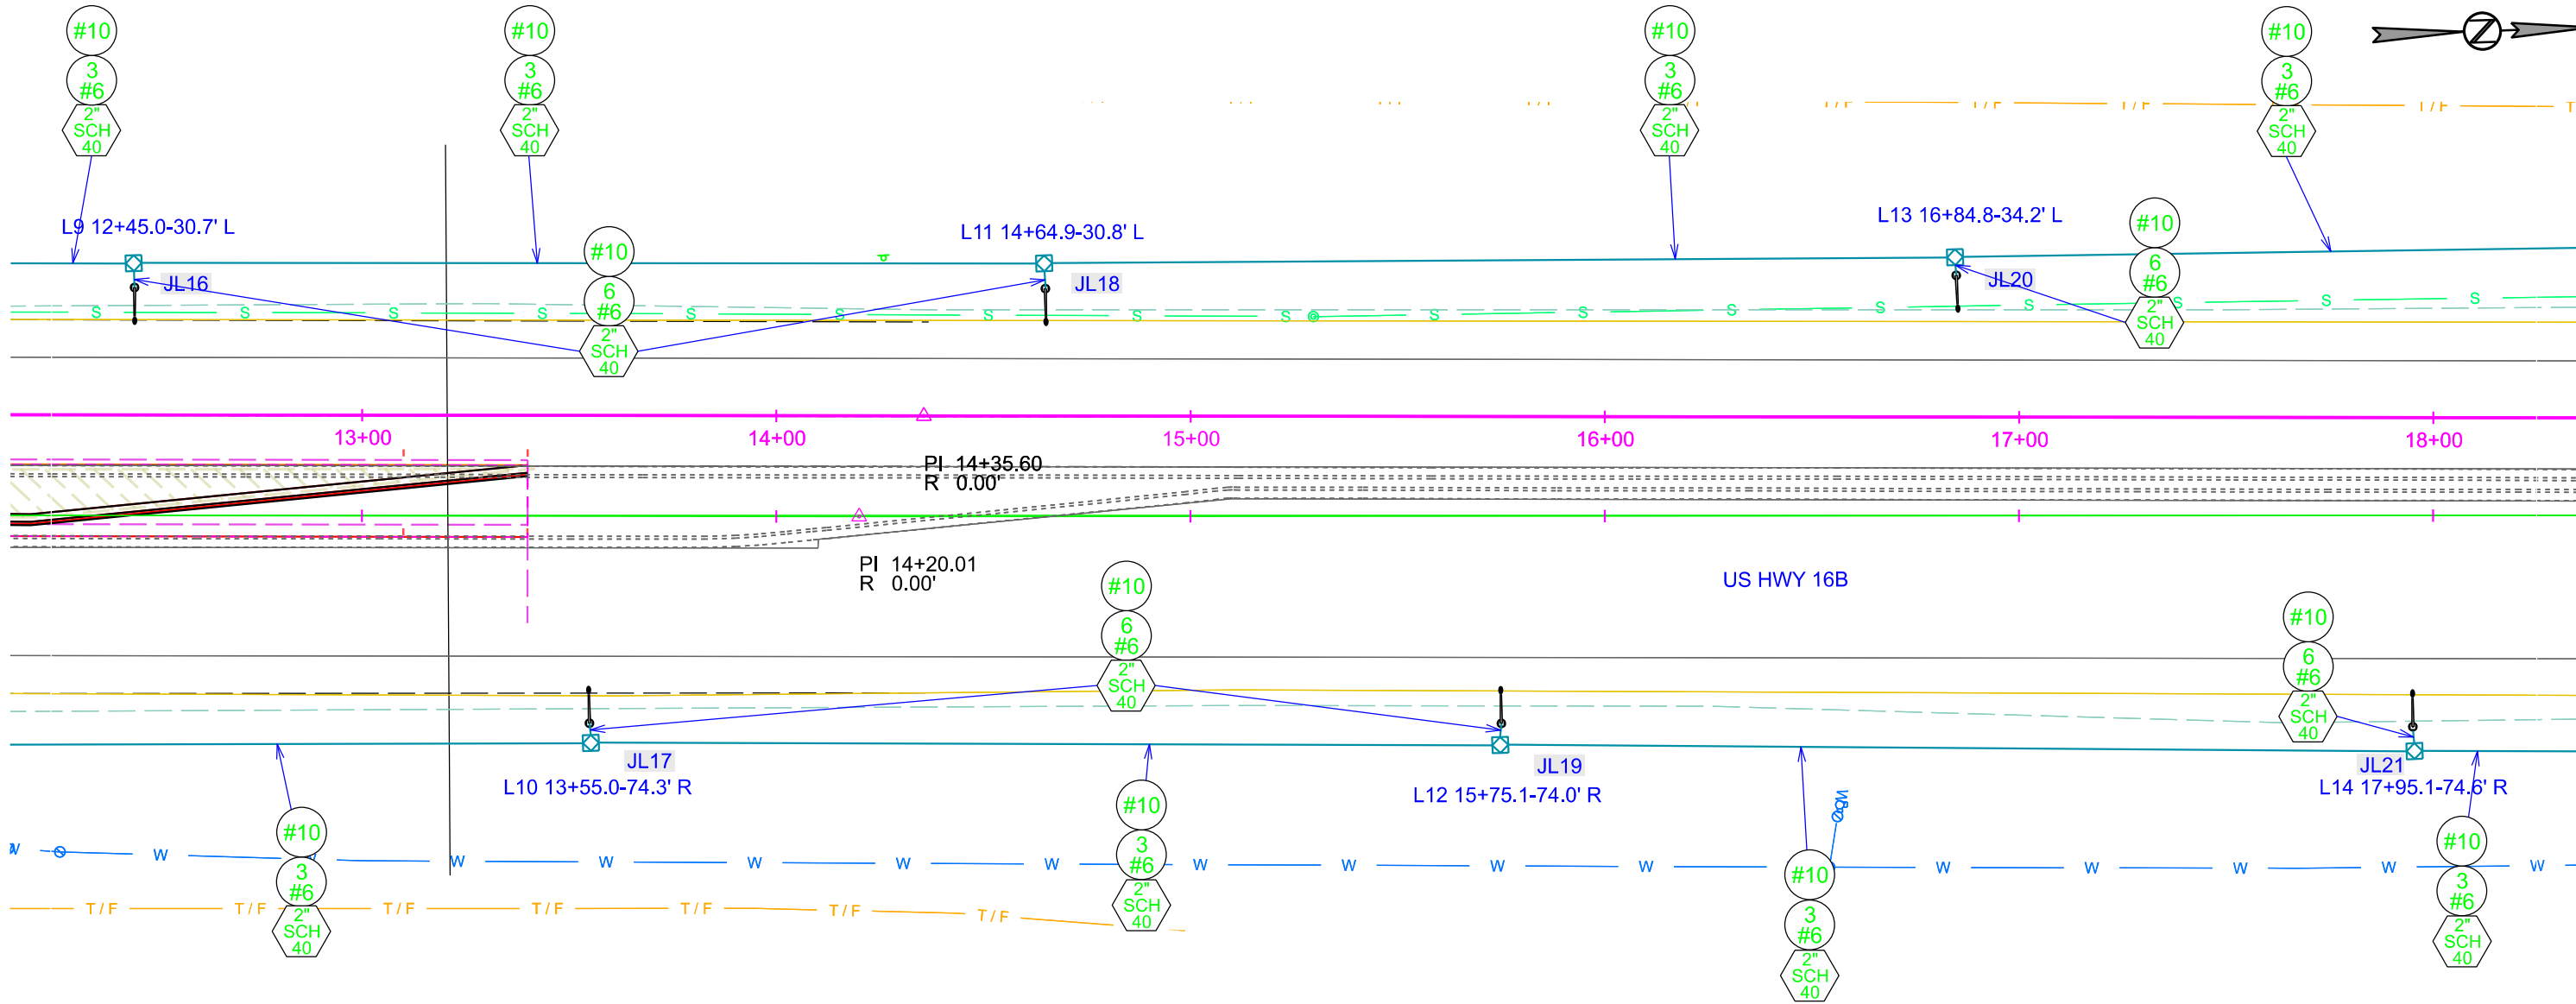 #10
3
#6
2"
SCH
40
#10
3
#6
2"
SCH
40
#10
3
#6
2"
SCH
40
#10
3
#6
2"
SCH
40
Z
T/F T/F T/F T/F T/F
L9 12+45.0-30.7' L
L11 14+64.9-30.8' L
L13 16+84.8-34.2' L
#10
6
#6
2"
SCH
40
#10
6
#6
2"
SCH
40
JL16
JL18
JL20
S S S S S S S S S S S S S S S S S
13+00
14+00
15+00
16+00
17+00
18+00
PI 14+35.60
R 0.00'
PI 14+20.01
R 0.00'
US HWY 16B
#10
6
#6
2"
SCH
40
#10
6
#6
2"
SCH
40
JL17
JL19
JL21
L10 13+55.0-74.3' R
L12 15+75.1-74.0' R
L14 17+95.1-74.6' R
#10
3
#6
2"
SCH
40
#10
3
#6
2"
SCH
40
#10
3
#6
2"
SCH
40
#10
3
#6
2"
SCH
40
W W W W W W W W W W W W W W W W
T/F T/F T/F T/F T/F T/F T/F